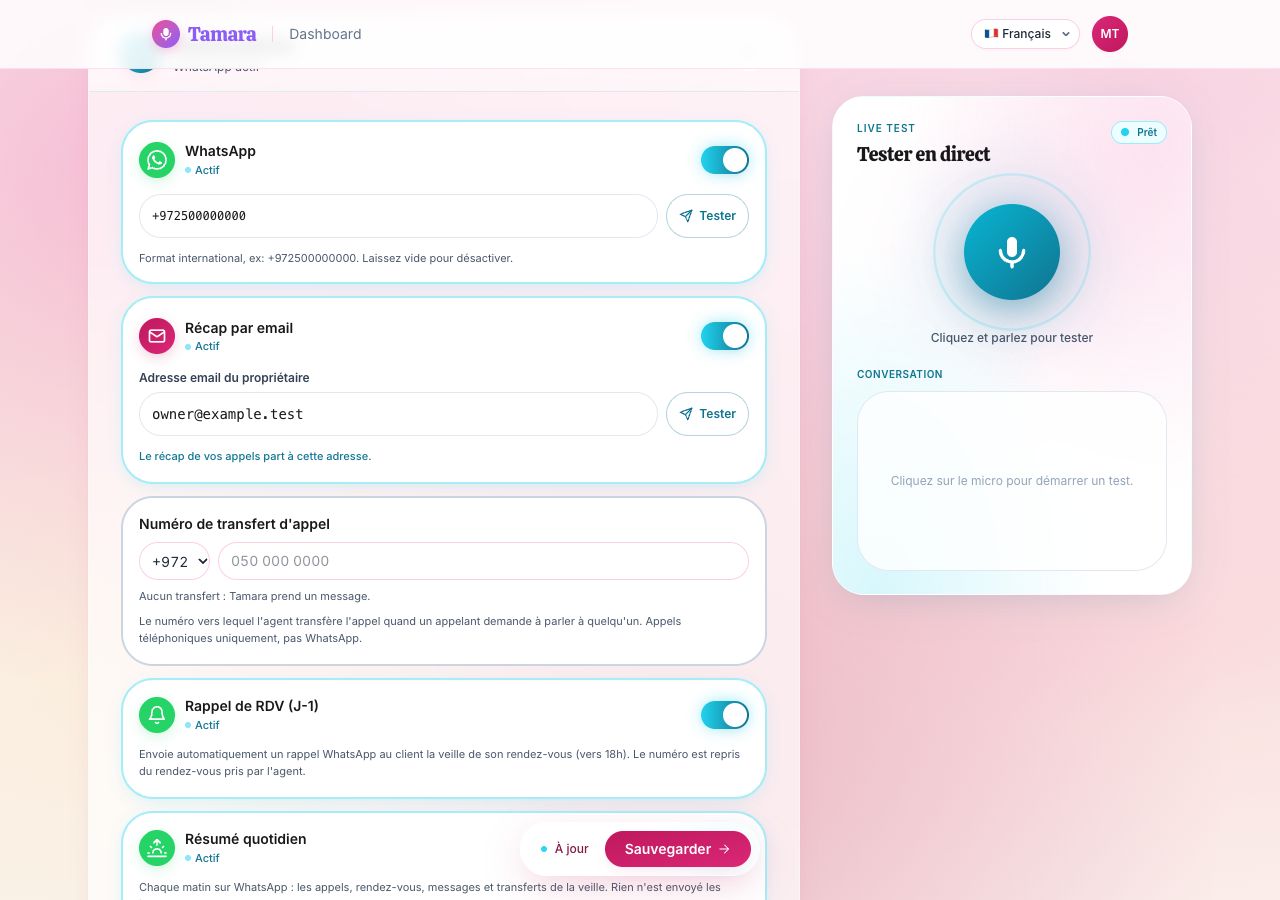 Tamara
Dashboard
Français
MT
WhatsApp actif
WhatsApp
Actif
+972500000000
Tester
Format international, ex: +972500000000. Laissez vide pour désactiver.
Récap par email
Actif
Adresse email du propriétaire
owner@example.test
Tester
Le récap de vos appels part à cette adresse.
Numéro de transfert d'appel
+972
050 000 0000
Aucun transfert : Tamara prend un message.
Le numéro vers lequel l'agent transfère l'appel quand un appelant demande à parler à quelqu'un. Appels
téléphoniques uniquement, pas WhatsApp.
Rappel de RDV (J-1)
Actif
Envoie automatiquement un rappel WhatsApp au client la veille de son rendez-vous (vers 18h). Le numéro est repris
du rendez-vous pris par l'agent.
Résumé quotidien
Actif
À jour
Sauvegarder
Chaque matin sur WhatsApp : les appels, rendez-vous, messages et transferts de la veille. Rien n'est envoyé les
LIVE TEST
Prêt
Tester en direct
Cliquez et parlez pour tester
CONVERSATION
Cliquez sur le micro pour démarrer un test.